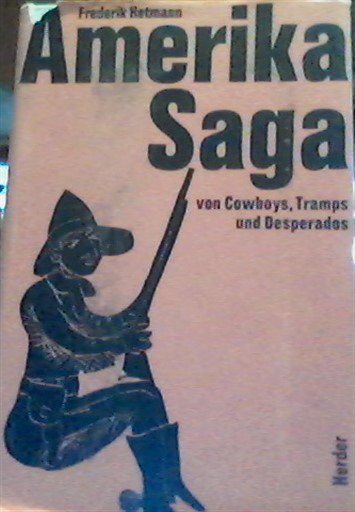 Frederik Hetmann
Amerika
Saga
von Cowboys, Tramps
und Desperados
Herder